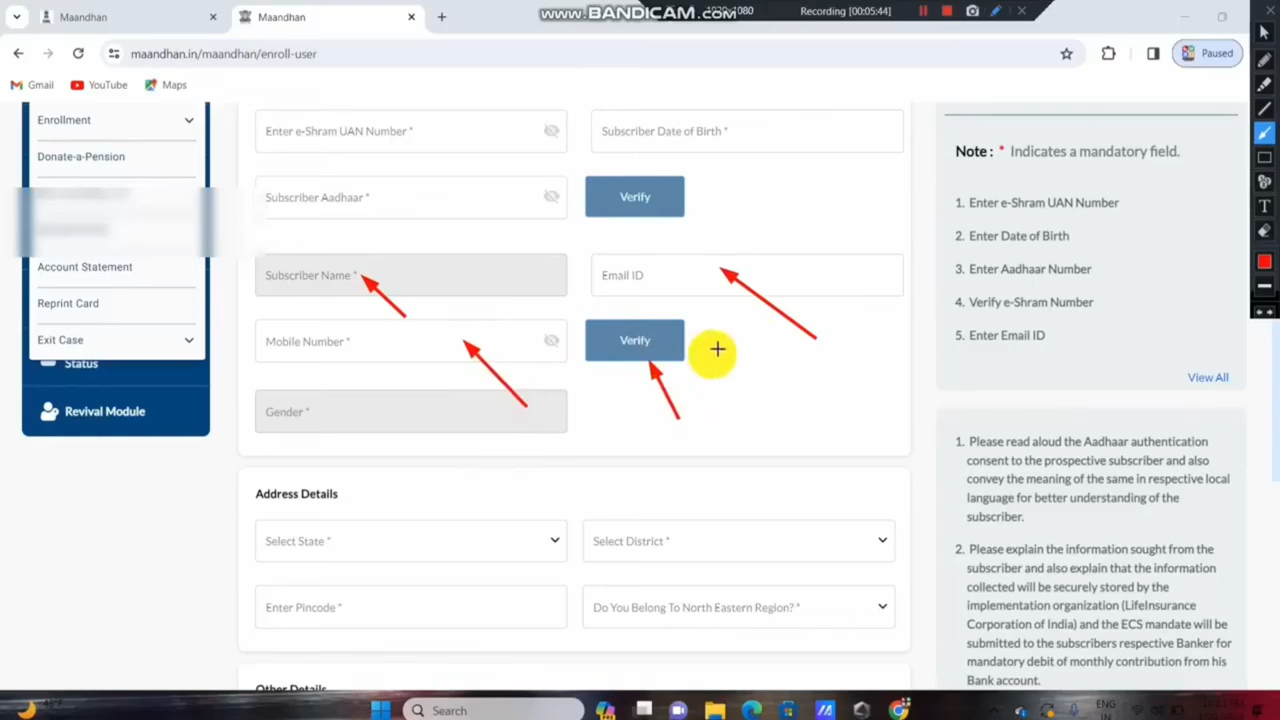 Maandhan
Maandhan
www.BANDICAM.com
Recording [00:05:44]
maandhan.in/maandhan/enroll-user
Paused
Gmail
YouTube
Maps
Enrollment
Donate-a-Pension
Account Statement
Reprint Card
Exit Case
Status
Revival Module
Enter e-Shram UAN Number *
Subscriber Date of Birth *
Subscriber Aadhaar *
Verify
Subscriber Name *
Email ID
Mobile Number *
Verify
Gender *
Address Details
Select State *
Select District *
Enter Pincode *
Do You Belong To North Eastern Region? *
Other Details
Note : * Indicates a mandatory field.
1. Enter e-Shram UAN Number
2. Enter Date of Birth
3. Enter Aadhaar Number
4. Verify e-Shram Number
5. Enter Email ID
View All
1. Please read aloud the Aadhaar authentication
consent to the prospective subscriber and also
convey the meaning of the same in respective local
language for better understanding of the
subscriber.
2. Please explain the information sought from the
subscriber and also explain that the information
collected will be securely stored by the
implementation organization (LifeInsurance
Corporation of India) and the ECS mandate will be
submitted to the subscribers respective Banker for
mandatory debit of monthly contribution from his
Bank account.
Search
ENG
IN